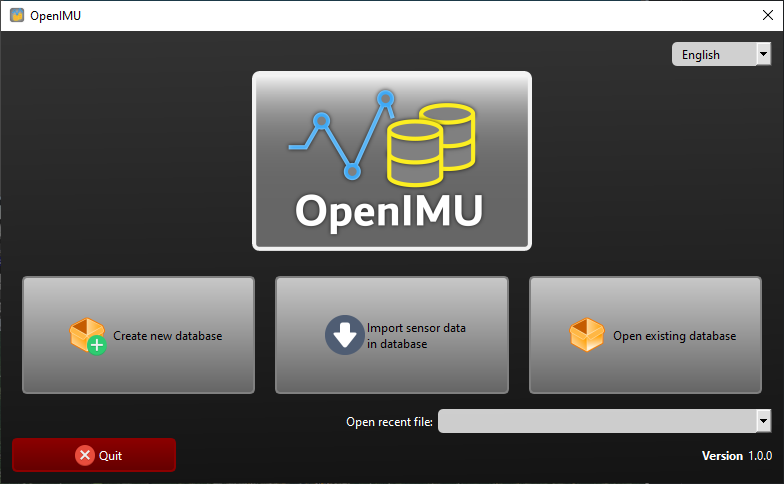 OpenIMU
English
OpenIMU
Create new database
Import sensor data
in database
Open existing database
Open recent file:
Quit
Version 1.0.0